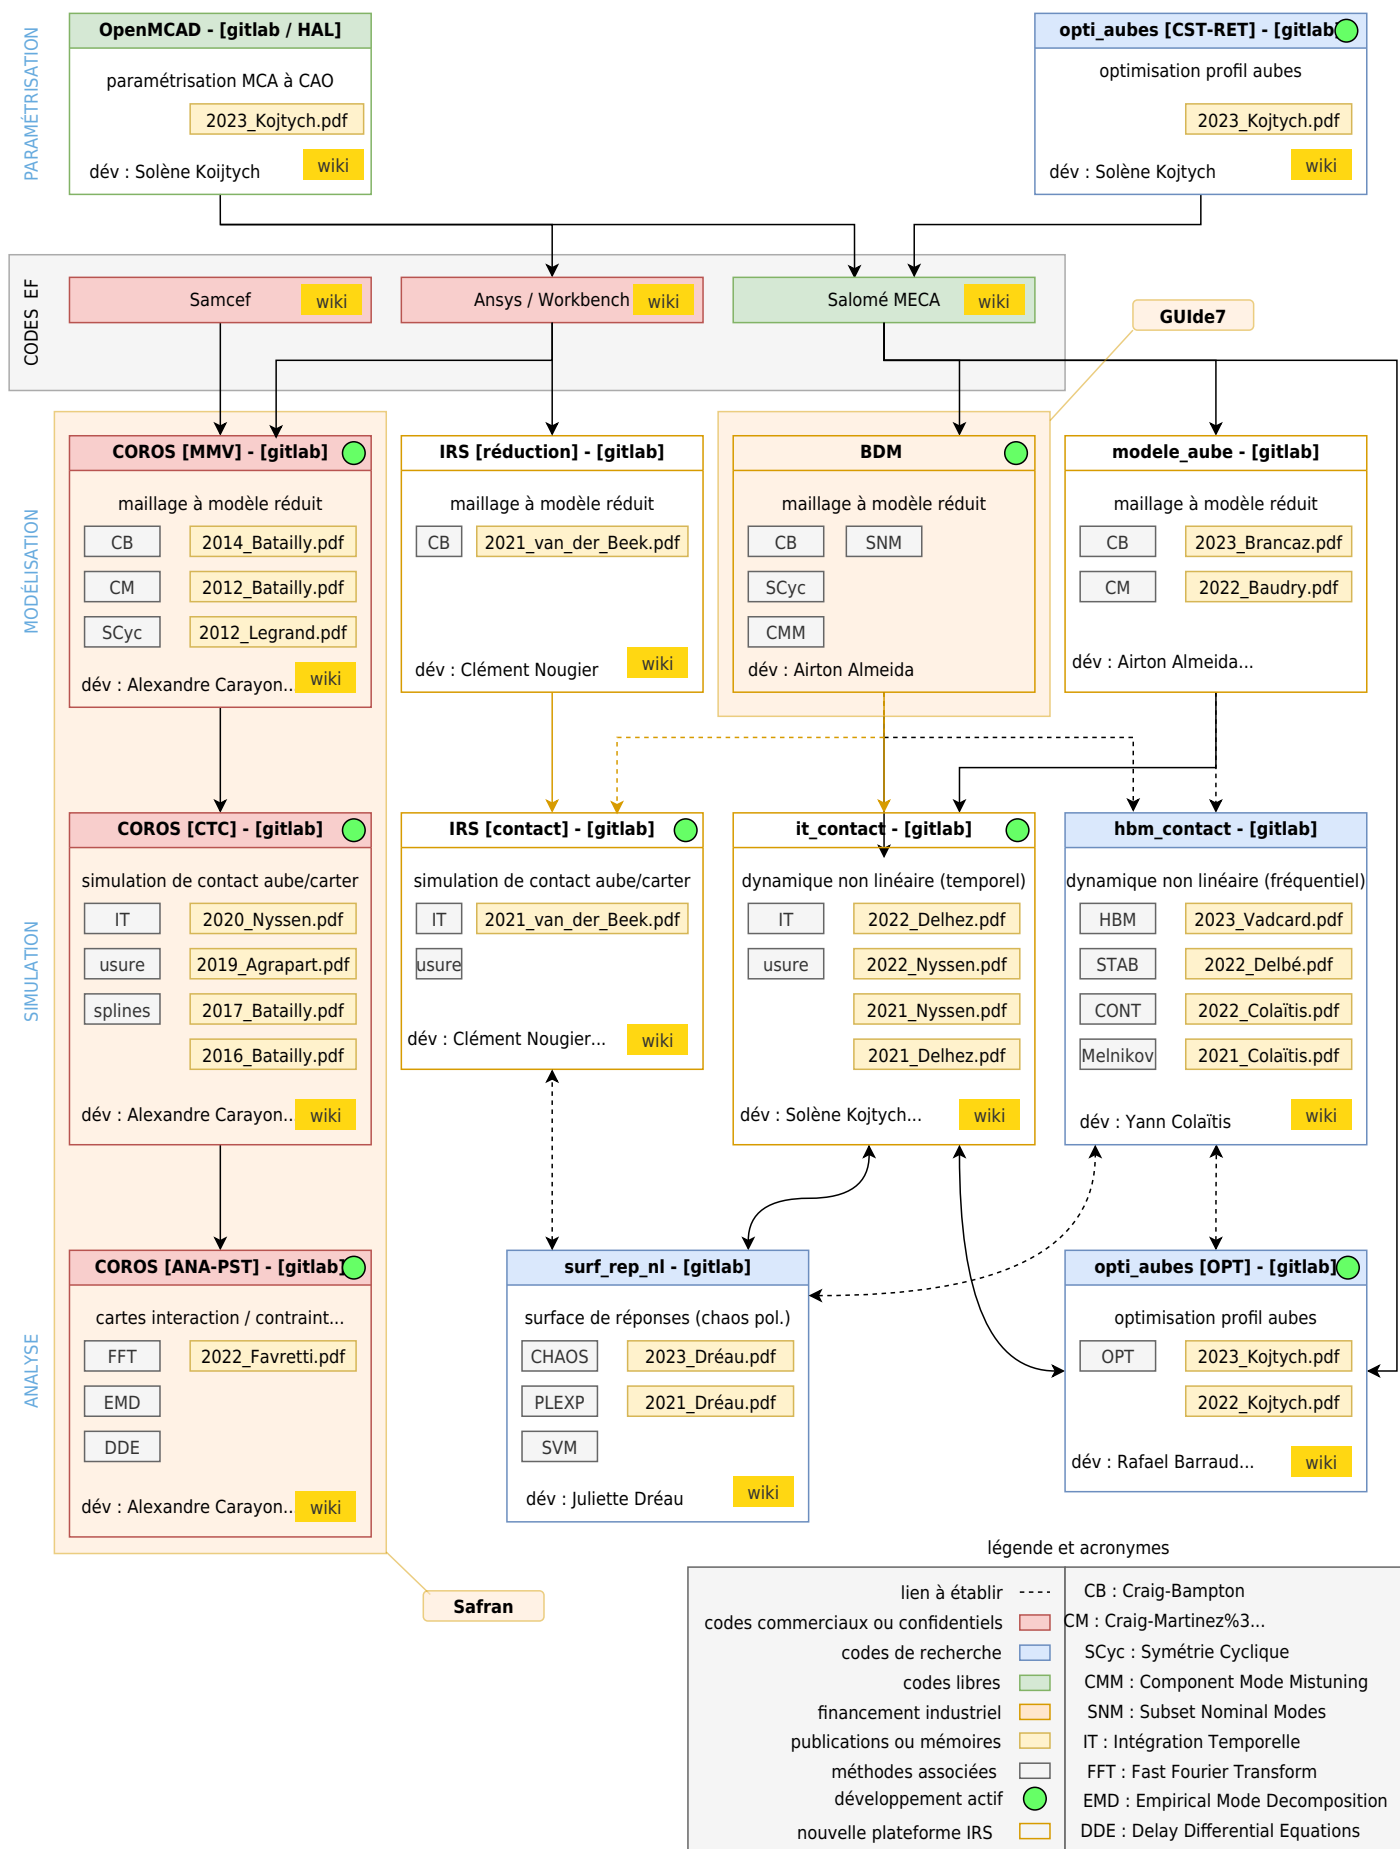 PARAMÉTRISATION
OpenMCAD - [gitlab / HAL]
paramétrisation MCA à CAO
2023_Kojtych.pdf
dév : Solène Koijtych
wiki
opti_aubes [CST-RET] - [gitlab]
optimisation profil aubes
2023_Kojtych.pdf
dév : Solène Kojtych
wiki
CODES EF
Samcef
wiki
Ansys / Workbench
wiki
Salomé MECA
wiki
GUIde7
MODÉLISATION
COROS [MMV] - [gitlab]
maillage à modèle réduit
CB
2014_Batailly.pdf
CM
2012_Batailly.pdf
SCyc
2012_Legrand.pdf
dév : Alexandre Carayon...
wiki
IRS [réduction] - [gitlab]
maillage à modèle réduit
CB
2021_van_der_Beek.pdf
dév : Clément Nougier
wiki
BDM
maillage à modèle réduit
CB
SNM
SCyc
CMM
dév : Airton Almeida
modele_aube - [gitlab]
maillage à modèle réduit
CB
2023_Brancaz.pdf
CM
2022_Baudry.pdf
dév : Airton Almeida...
SIMULATION
COROS [CTC] - [gitlab]
simulation de contact aube/carter
IT
2020_Nyssen.pdf
usure
2019_Agrapart.pdf
splines
2017_Batailly.pdf
2016_Batailly.pdf
dév : Alexandre Carayon...
wiki
IRS [contact] - [gitlab]
simulation de contact aube/carter
IT
2021_van_der_Beek.pdf
usure
dév : Clément Nougier...
wiki
it_contact - [gitlab]
dynamique non linéaire (temporel)
IT
2022_Delhez.pdf
usure
2022_Nyssen.pdf
2021_Nyssen.pdf
2021_Delhez.pdf
dév : Solène Kojtych...
wiki
hbm_contact - [gitlab]
dynamique non linéaire (fréquentiel)
HBM
2023_Vadcard.pdf
STAB
2022_Delbé.pdf
CONT
2022_Colaïtis.pdf
Melnikov
2021_Colaïtis.pdf
dév : Yann Colaïtis
wiki
ANALYSE
COROS [ANA-PST] - [gitlab]
cartes interaction / contraint...
FFT
2022_Favretti.pdf
EMD
DDE
dév : Alexandre Carayon...
wiki
surf_rep_nl - [gitlab]
surface de réponses (chaos pol.)
CHAOS
2023_Dréau.pdf
PLEXP
2021_Dréau.pdf
SVM
dév : Juliette Dréau
wiki
opti_aubes [OPT] - [gitlab]
optimisation profil aubes
OPT
2023_Kojtych.pdf
2022_Kojtych.pdf
dév : Rafael Barraud...
wiki
Safran
légende et acronymes
lien à établir
codes commerciaux ou confidentiels
codes de recherche
codes libres
financement industriel
publications ou mémoires
méthodes associées
développement actif
nouvelle plateforme IRS
CB : Craig-Bampton
CM : Craig-Martinez%3...
SCyc : Symétrie Cyclique
CMM : Component Mode Mistuning
SNM : Subset Nominal Modes
IT : Intégration Temporelle
FFT : Fast Fourier Transform
EMD : Empirical Mode Decomposition
DDE : Delay Differential Equations